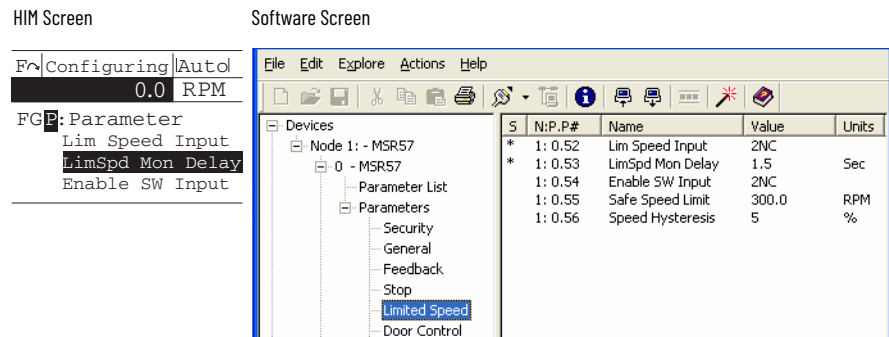 HIM Screen
Software Screen
F Configuring Auto
0.0 RPM
FGP: Parameter
Lim Speed Input
LimSpd Mon Delay
Enable SW Input
File Edit Explore Actions Help
Devices
Node 1: - MSR57
0 - MSR57
Parameter List
Parameters
Security
General
Feedback
Stop
Limited Speed
Door Control
S N:P.P# Name Value Units
* 1: 0.52 Lim Speed Input 2NC
* 1: 0.53 LimSpd Mon Delay 1.5 Sec
1: 0.54 Enable SW Input 2NC
1: 0.55 Safe Speed Limit 300.0 RPM
1: 0.56 Speed Hysteresis 5 %